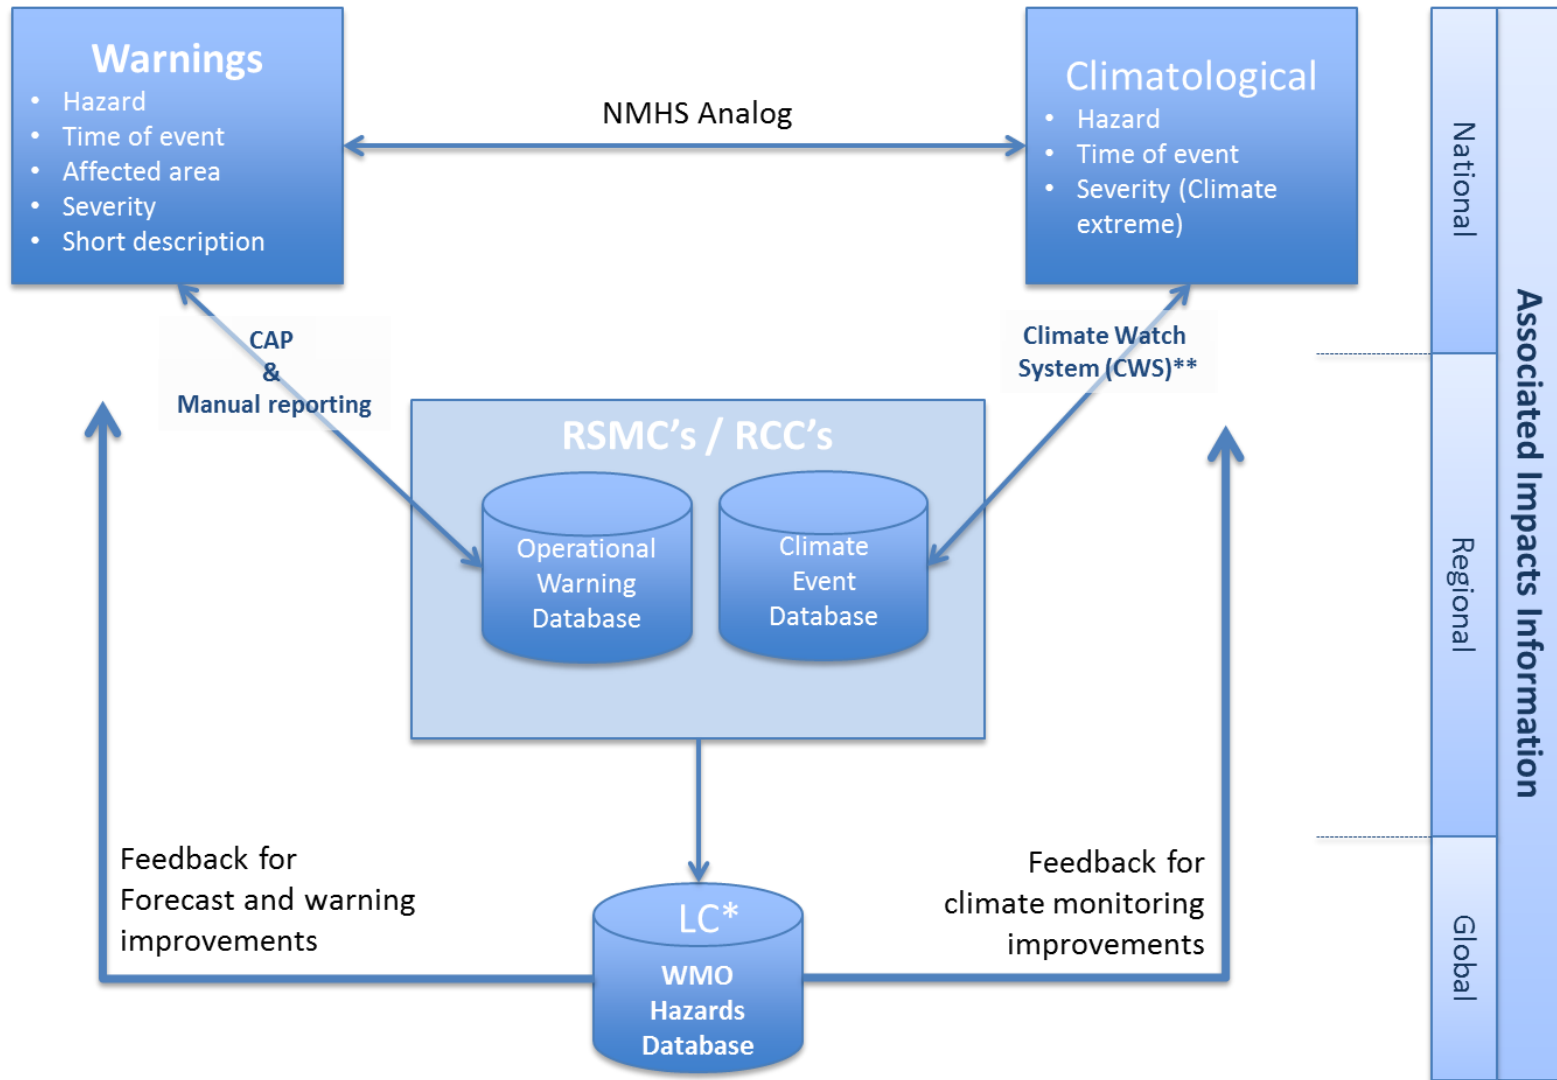 Warnings
• Hazard
• Time of event
• Affected area
• Severity
• Short description
NMHS Analog
Climatological
• Hazard
• Time of event
• Severity (Climate
extreme)
CAP
&
Manual reporting
Climate Watch
System (CWS)**
RSMC's / RCC's
Operational
Warning
Database
Climate
Event
Database
Feedback for
Forecast and warning
improvements
LC*
WMO
Hazards
Database
Feedback for
climate monitoring
improvements
National
Regional
Global
Associated Impacts Information